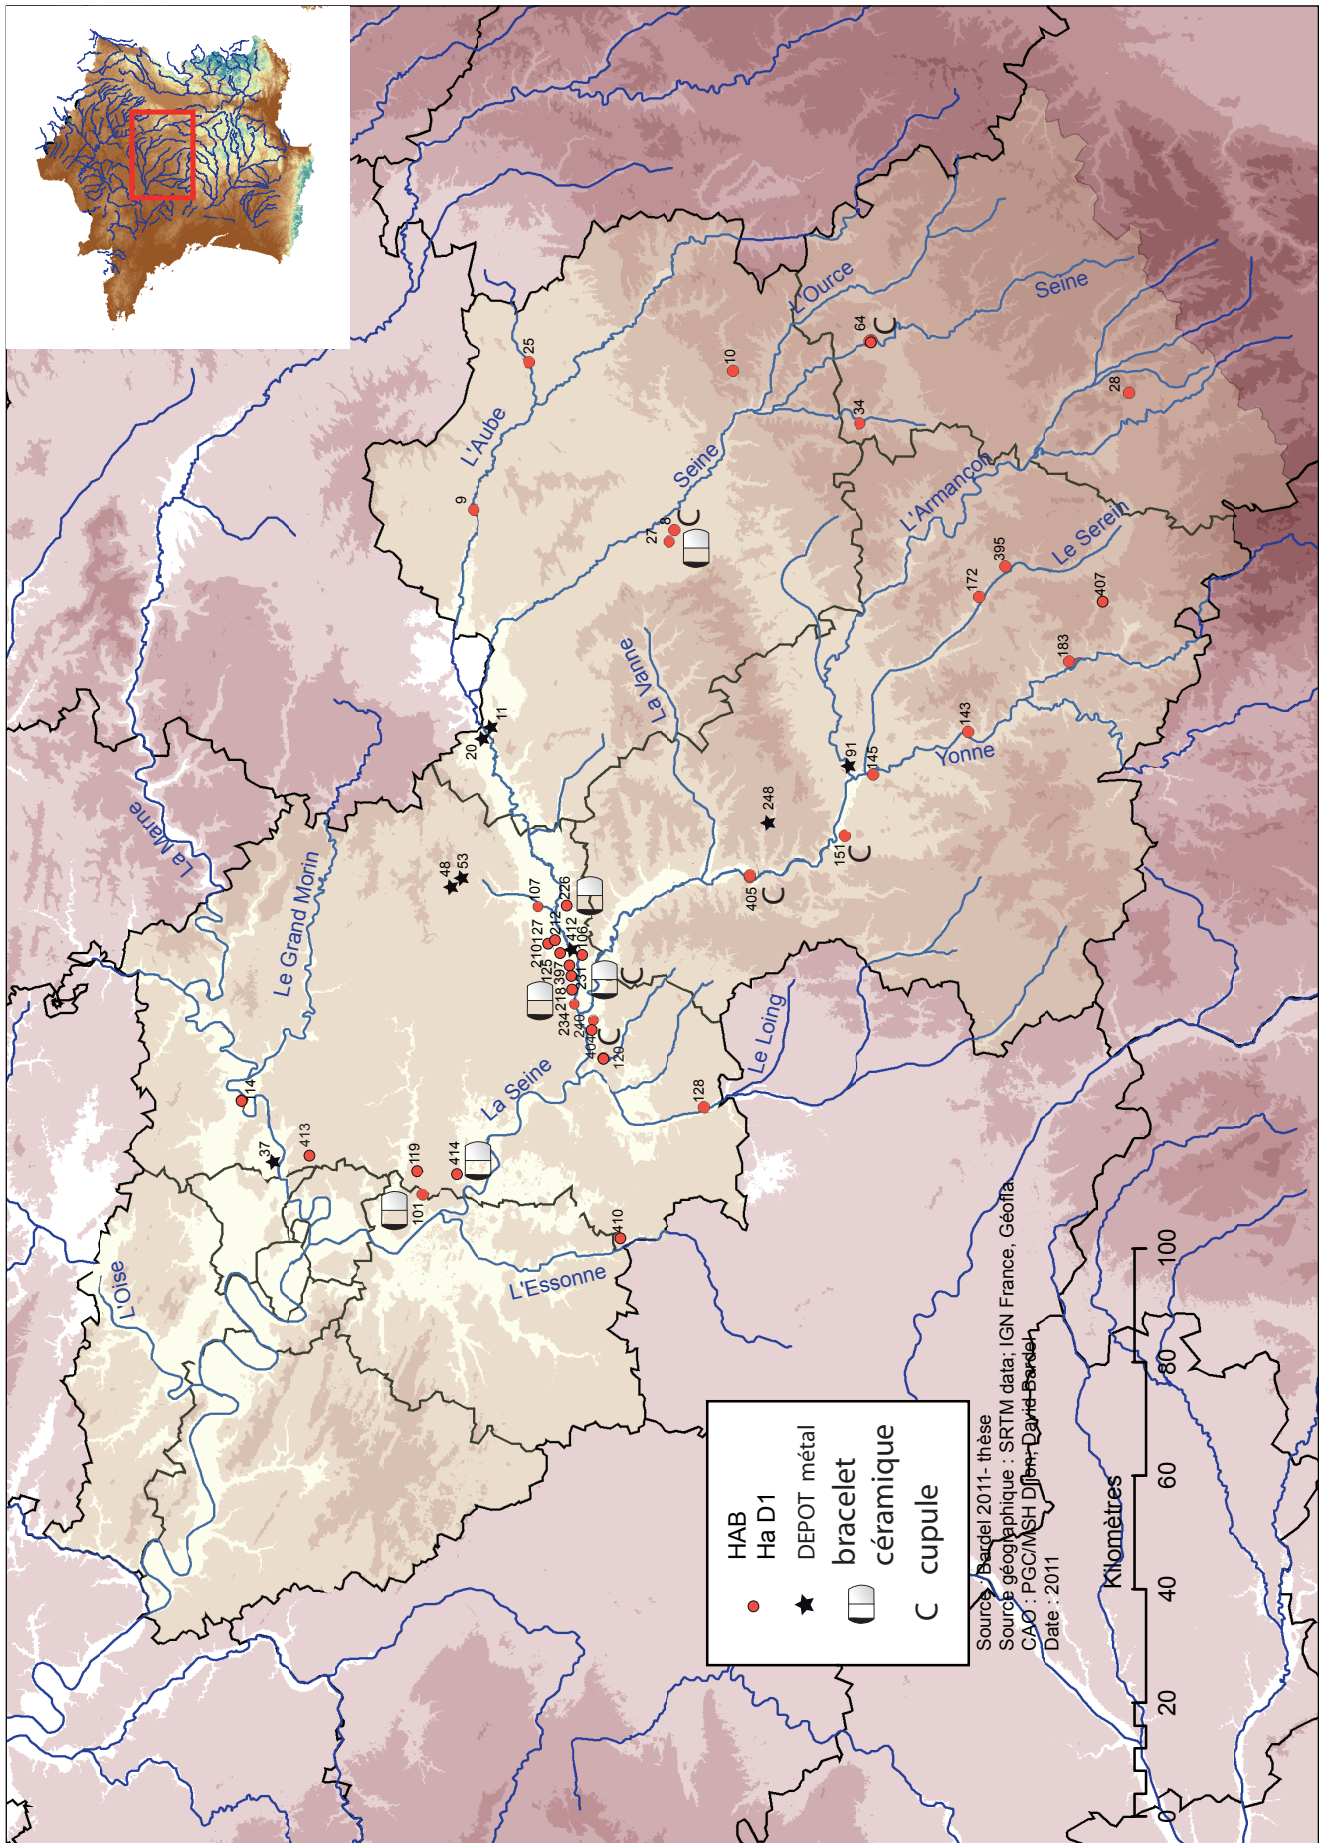 L'Oise
La Marne
Le Grand Morin
L'Aube
Seine
L'Ource
Seine
La Seine
L'Essonne
Le Loing
La Vanne
Yonne
L'Armançon
Le Serein
14
37
413
119
414
101
410
128
120
404
240
234
218
231
397
125
210
127
212
412
106
226
107
48
53
20
11
9
25
10
27
8
34
64
28
395
172
407
183
143
145
91
248
151
405
C
C
C
C
C
C
HAB
Ha D1
DEPOT métal
bracelet
céramique
C cupule
Source : Bardel 2011- thèse
Source géographique : SRTM data; IGN France, Géofla
CAO : PGC/MSH Dijon; David Bardel
Date : 2011
Kilomètres
0 20 40 60 80 100